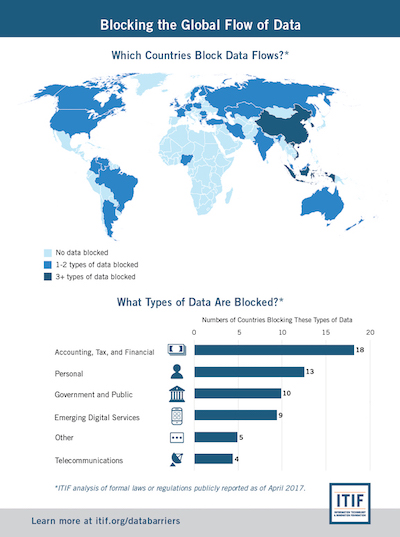 Blocking the Global Flow of Data
Which Countries Block Data Flows?*
No data blocked
1-2 types of data blocked
3+ types of data blocked
What Types of Data Are Blocked?*
Numbers of Countries Blocking These Types of Data
0 5 10 15 20
Accounting, Tax, and Financial 18
Personal 13
Government and Public 10
Emerging Digital Services 9
Other 5
Telecommunications 4
*ITIF analysis of formal laws or regulations publicly reported as of April 2017.
ITIF
INFORMATION TECHNOLOGY
& INNOVATION FOUNDATION
Learn more at itif.org/databarriers